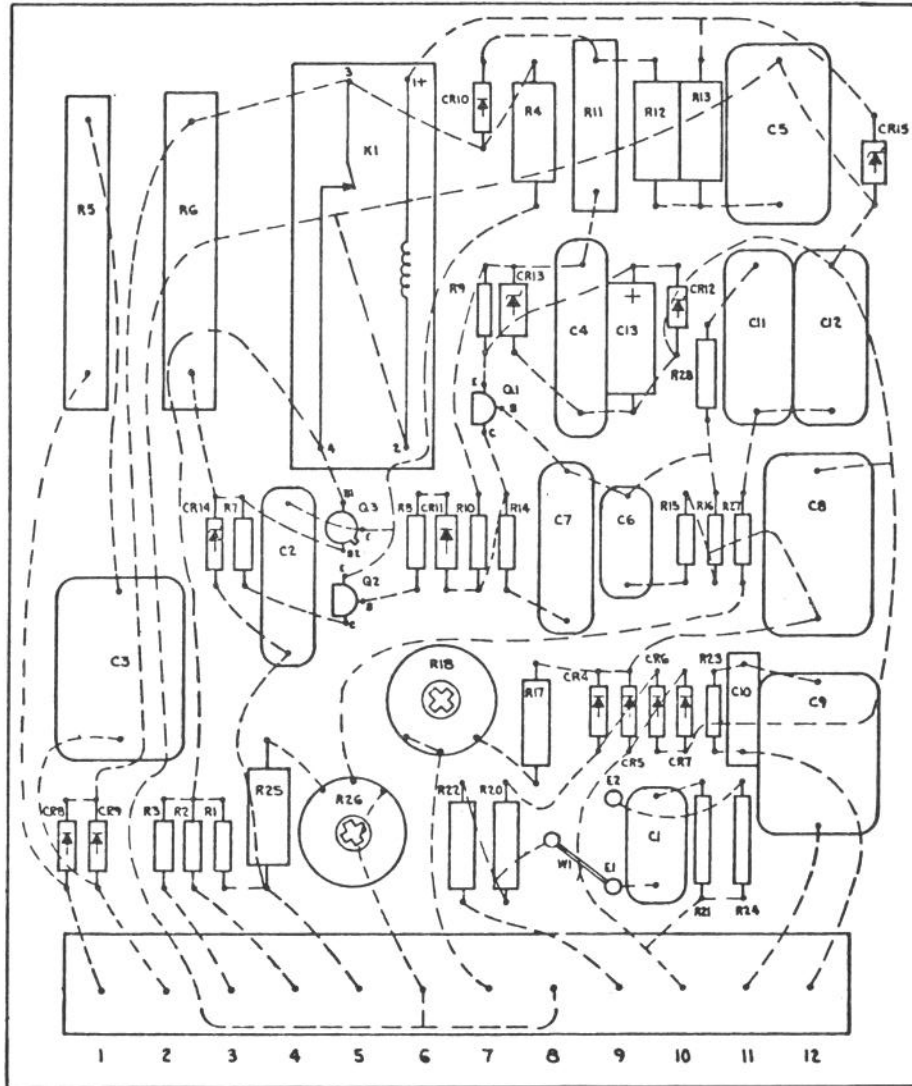 3
1+
CR10
R4
R11
R12
R13
C5
CR15
K1
R5
R6
R9
CR13
C4
+
C13
CR12
C11
C12
R28
E
Q1
B
C
4
2
B1
CR14
R7
C2
Q3
E
B2
R8
CR11
R10
R14
C7
C6
R15
R16
R27
C8
E
Q2
B
C
C3
R18
R17
CR4
CR6
R23
C10
C9
CR5
CR7
CR8
CR9
R3
R2
R1
R25
R26
R22
R20
E2
W1
E1
C1
R21
R24
1 2 3 4 5 6 7 8 9 10 11 12